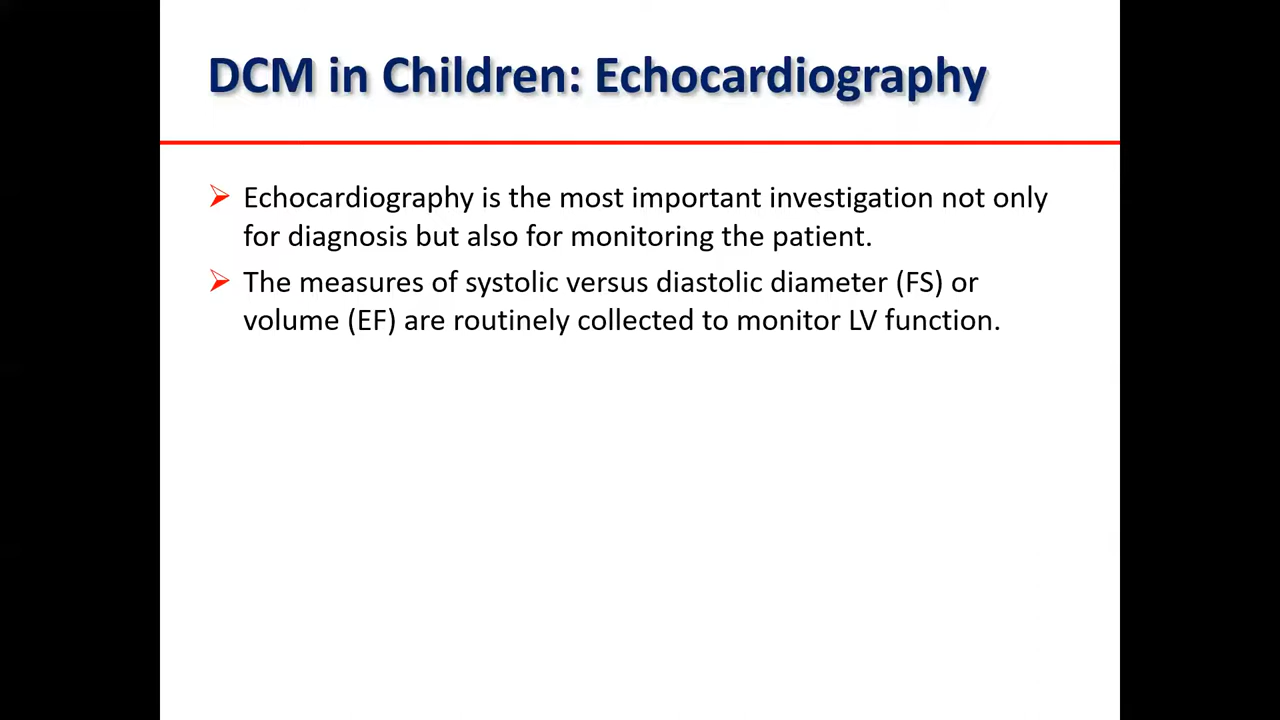 DCM in Children: Echocardiography
Echocardiography is the most important investigation not only
for diagnosis but also for monitoring the patient.
The measures of systolic versus diastolic diameter (FS) or
volume (EF) are routinely collected to monitor LV function.